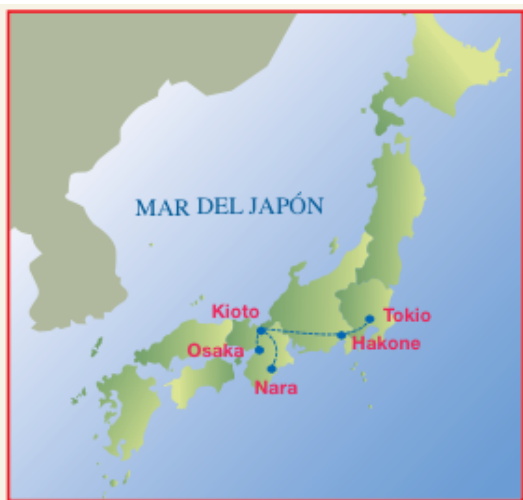 MAR DEL JAPÓN
Kioto
Tokio
Hakone
Osaka
Nara